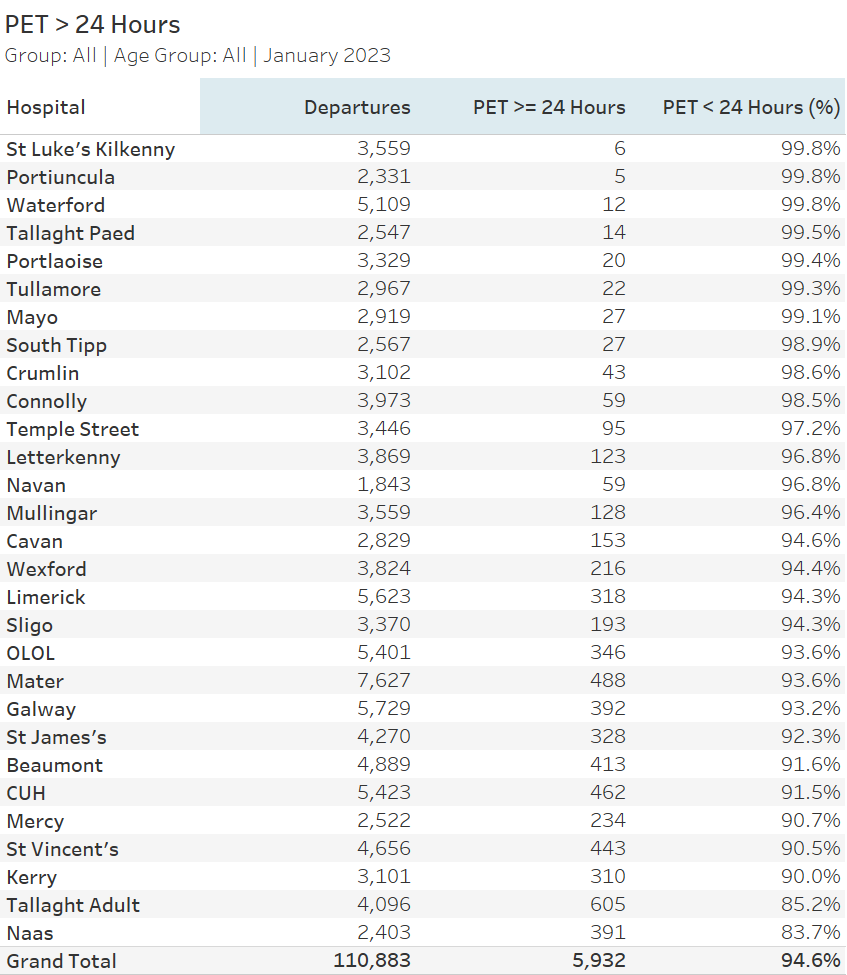 PET > 24 Hours
Group: All | Age Group: All | January 2023
Hospital Departures PET >= 24 Hours PET < 24 Hours (%)
St Luke's Kilkenny 3,559 6 99.8%
Portiuncula 2,331 5 99.8%
Waterford 5,109 12 99.8%
Tallaght Paed 2,547 14 99.5%
Portlaoise 3,329 20 99.4%
Tullamore 2,967 22 99.3%
Mayo 2,919 27 99.1%
South Tipp 2,567 27 98.9%
Crumlin 3,102 43 98.6%
Connolly 3,973 59 98.5%
Temple Street 3,446 95 97.2%
Letterkenny 3,869 123 96.8%
Navan 1,843 59 96.8%
Mullingar 3,559 128 96.4%
Cavan 2,829 153 94.6%
Wexford 3,824 216 94.4%
Limerick 5,623 318 94.3%
Sligo 3,370 193 94.3%
OLOL 5,401 346 93.6%
Mater 7,627 488 93.6%
Galway 5,729 392 93.2%
St James's 4,270 328 92.3%
Beaumont 4,889 413 91.6%
CUH 5,423 462 91.5%
Mercy 2,522 234 90.7%
St Vincent's 4,656 443 90.5%
Kerry 3,101 310 90.0%
Tallaght Adult 4,096 605 85.2%
Naas 2,403 391 83.7%
Grand Total 110,883 5,932 94.6%